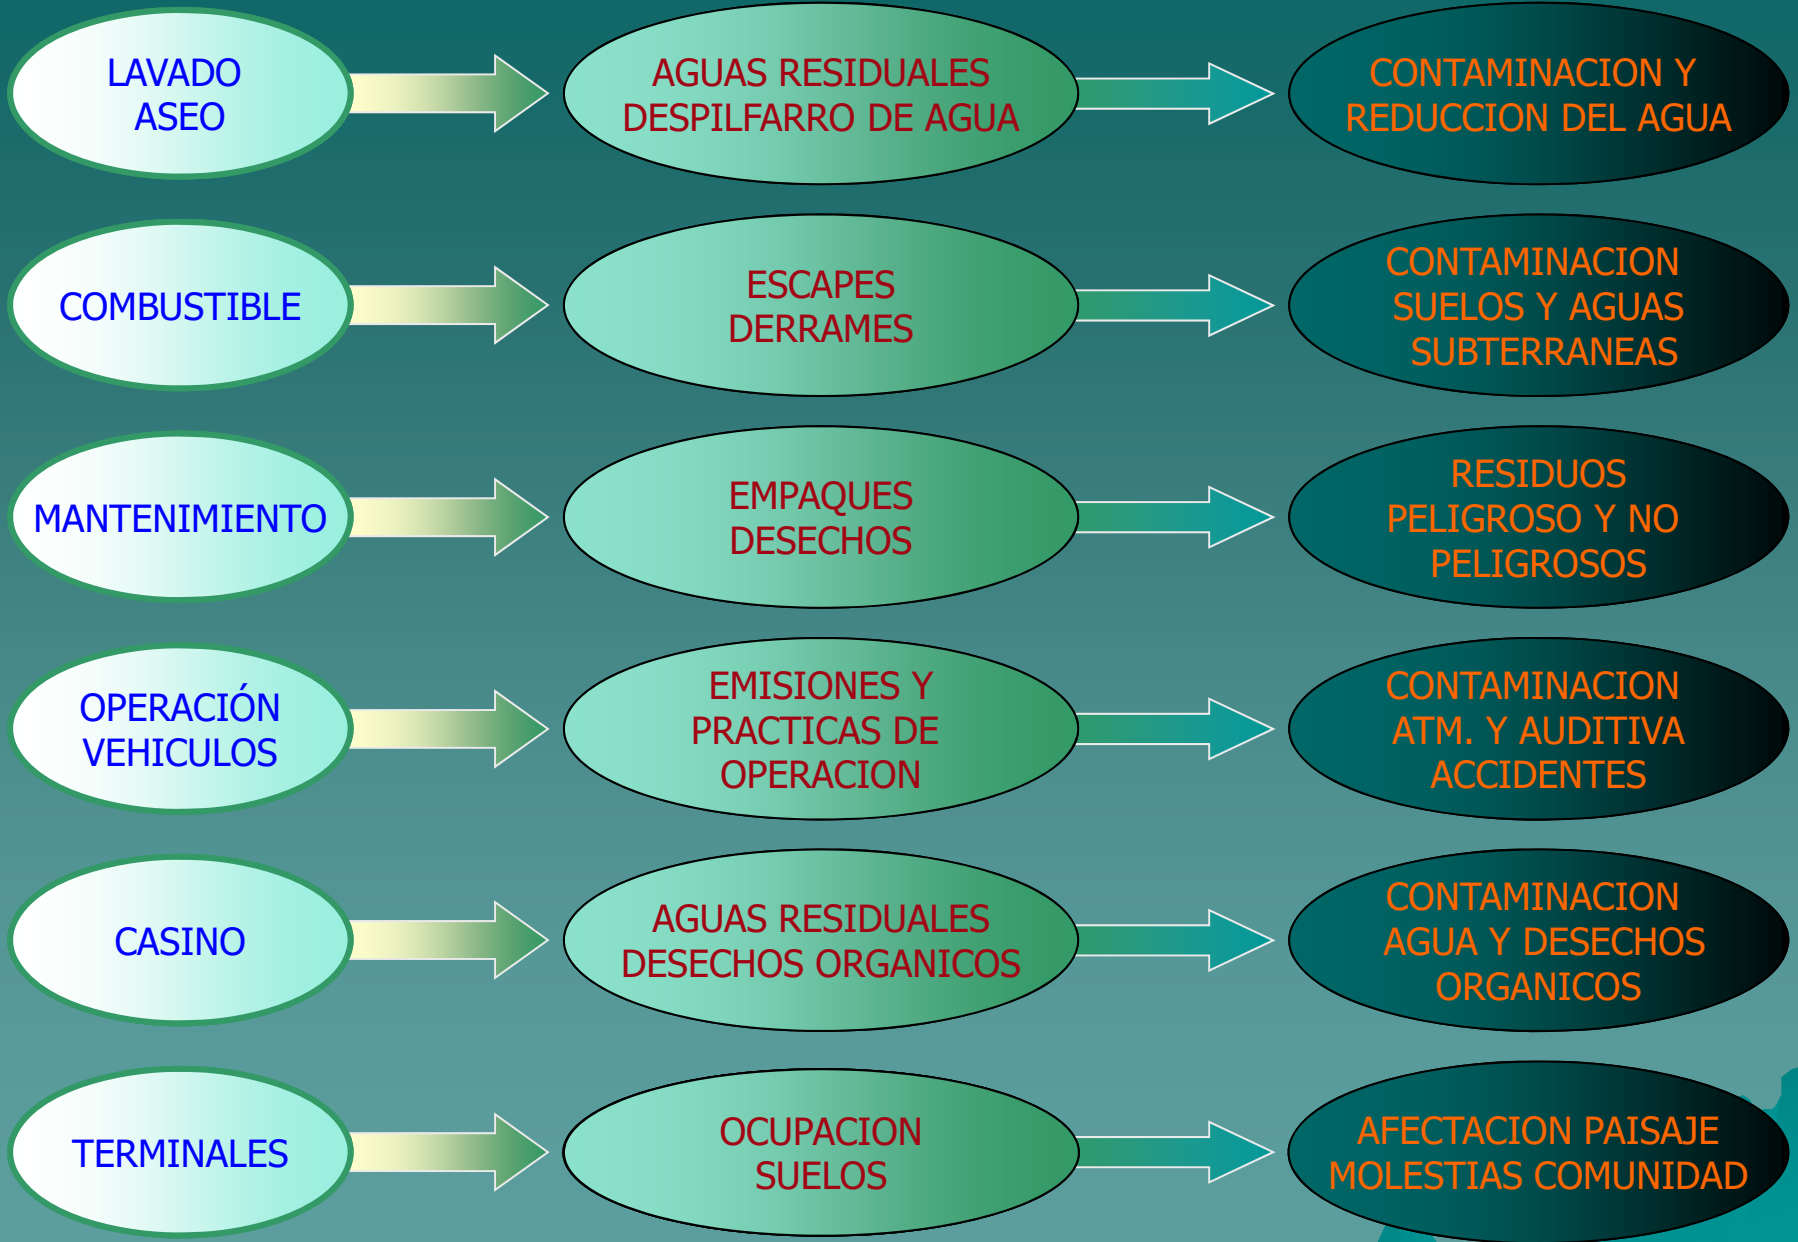 LAVADO
ASEO
AGUAS RESIDUALES
DESPILFARRO DE AGUA
CONTAMINACION Y
REDUCCION DEL AGUA
COMBUSTIBLE
ESCAPES
DERRAMES
CONTAMINACION
SUELOS Y AGUAS
SUBTERRANEAS
MANTENIMIENTO
EMPAQUES
DESECHOS
RESIDUOS
PELIGROSO Y NO
PELIGROSOS
OPERACIÓN
VEHICULOS
EMISIONES Y
PRACTICAS DE
OPERACION
CONTAMINACION
ATM. Y AUDITIVA
ACCIDENTES
CASINO
AGUAS RESIDUALES
DESECHOS ORGANICOS
CONTAMINACION
AGUA Y DESECHOS
ORGANICOS
TERMINALES
OCUPACION
SUELOS
AFECTACION PAISAJE
MOLESTIAS COMUNIDAD